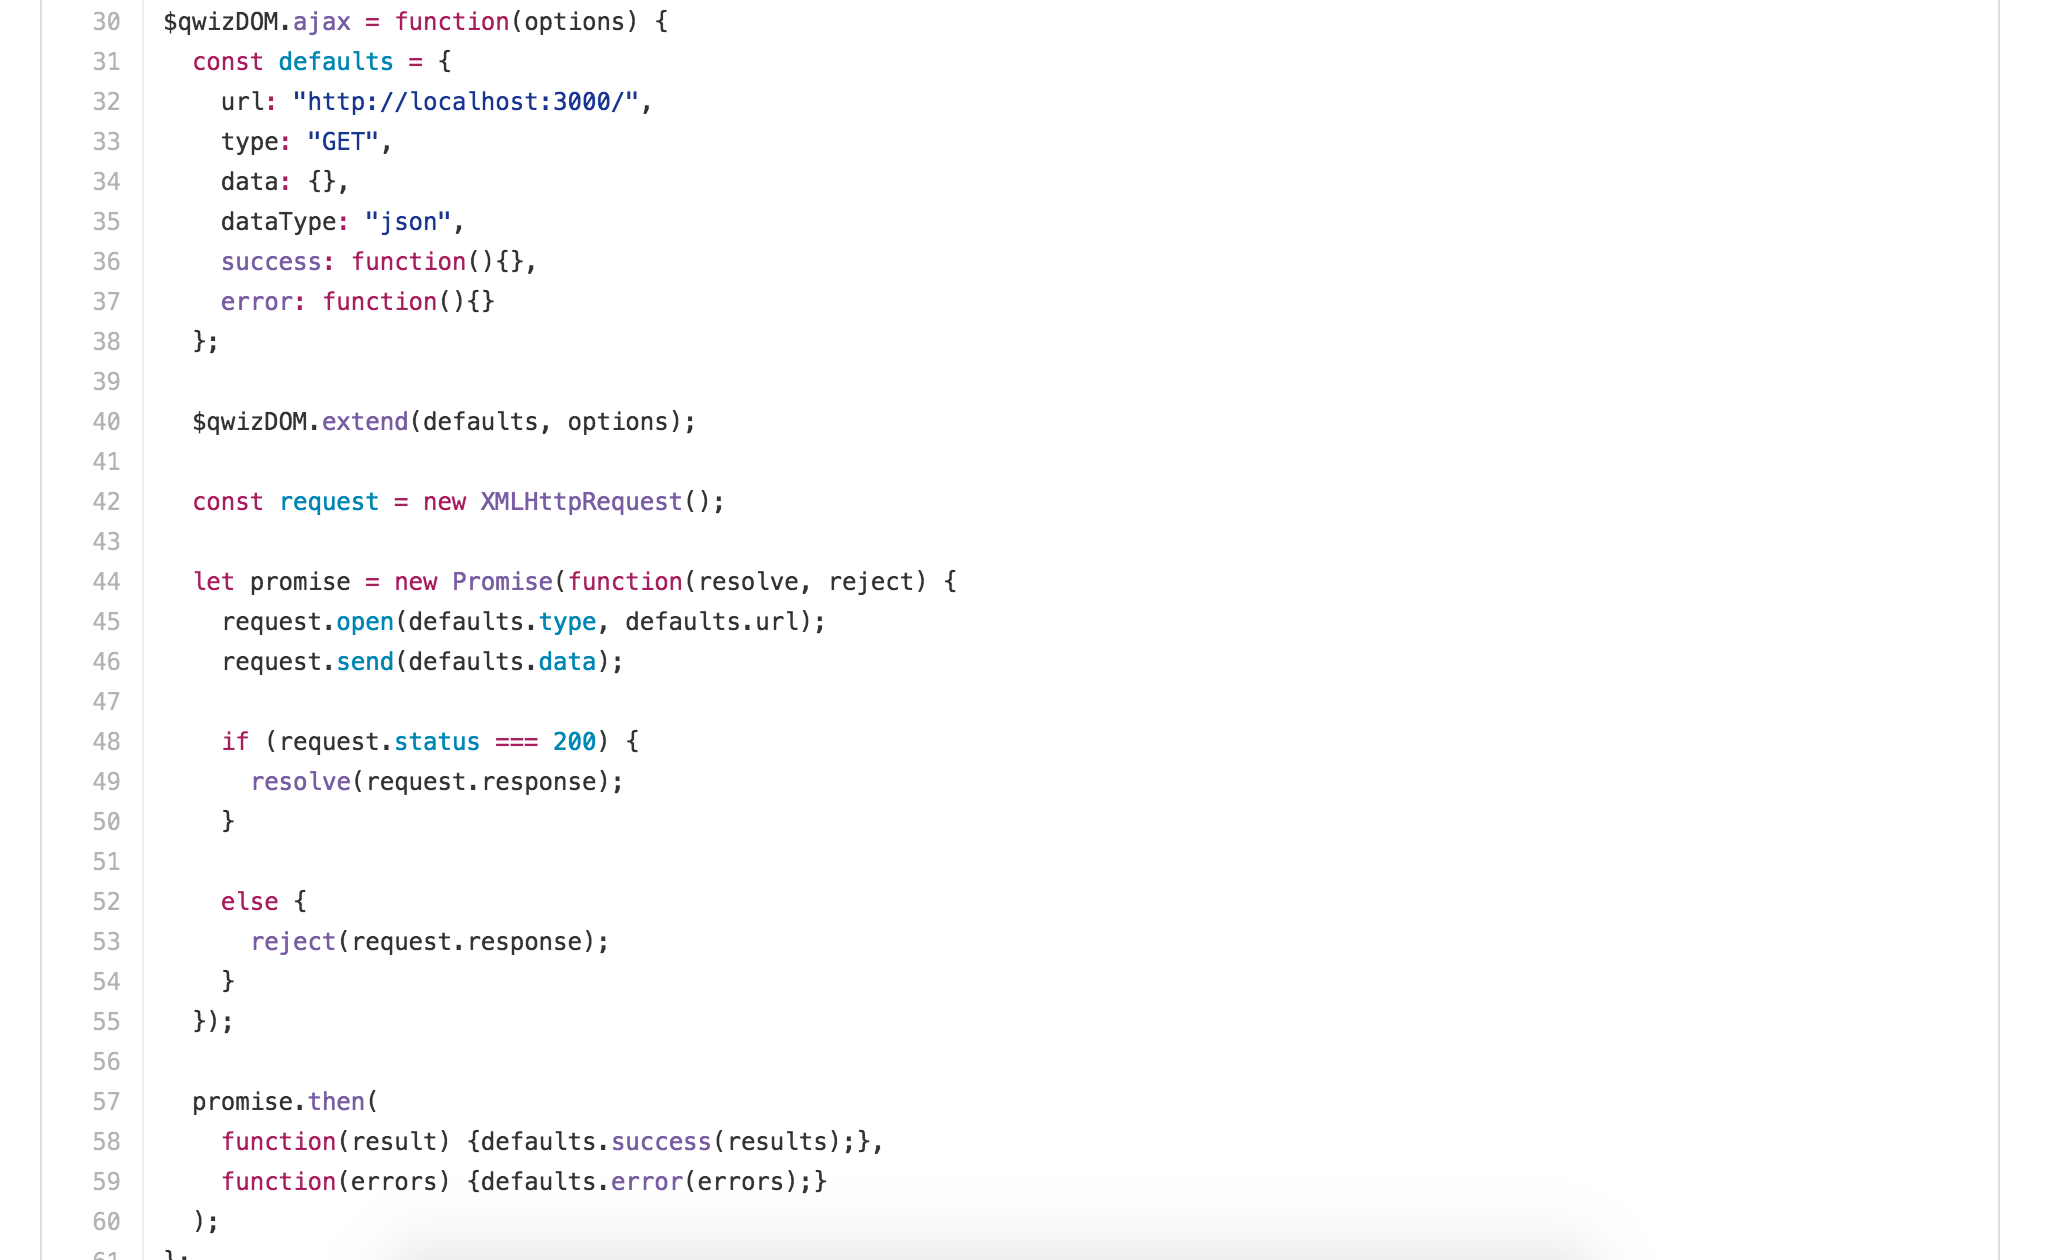 30 $qwizDOM.ajax = function(options) {
31 const defaults = {
32 url: "http://localhost:3000/",
33 type: "GET",
34 data: {},
35 dataType: "json",
36 success: function(){},
37 error: function(){}
38 };
39
40 $qwizDOM.extend(defaults, options);
41
42 const request = new XMLHttpRequest();
43
44 let promise = new Promise(function(resolve, reject) {
45 request.open(defaults.type, defaults.url);
46 request.send(defaults.data);
47
48 if (request.status === 200) {
49 resolve(request.response);
50 }
51
52 else {
53 reject(request.response);
54 }
55 });
56
57 promise.then(
58 function(result) {defaults.success(results);},
59 function(errors) {defaults.error(errors);}
60 );
61 };